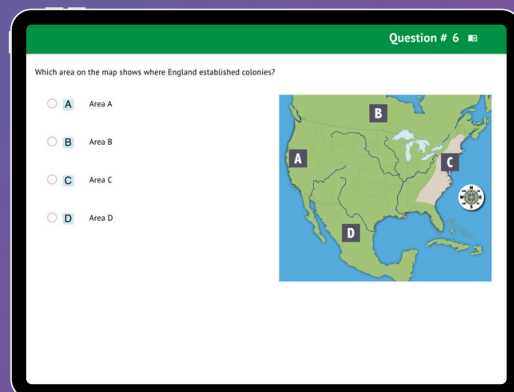 Question # 6
Which area on the map shows where England established colonies?
A Area A
B Area B
C Area C
D Area D
B
A
C
D